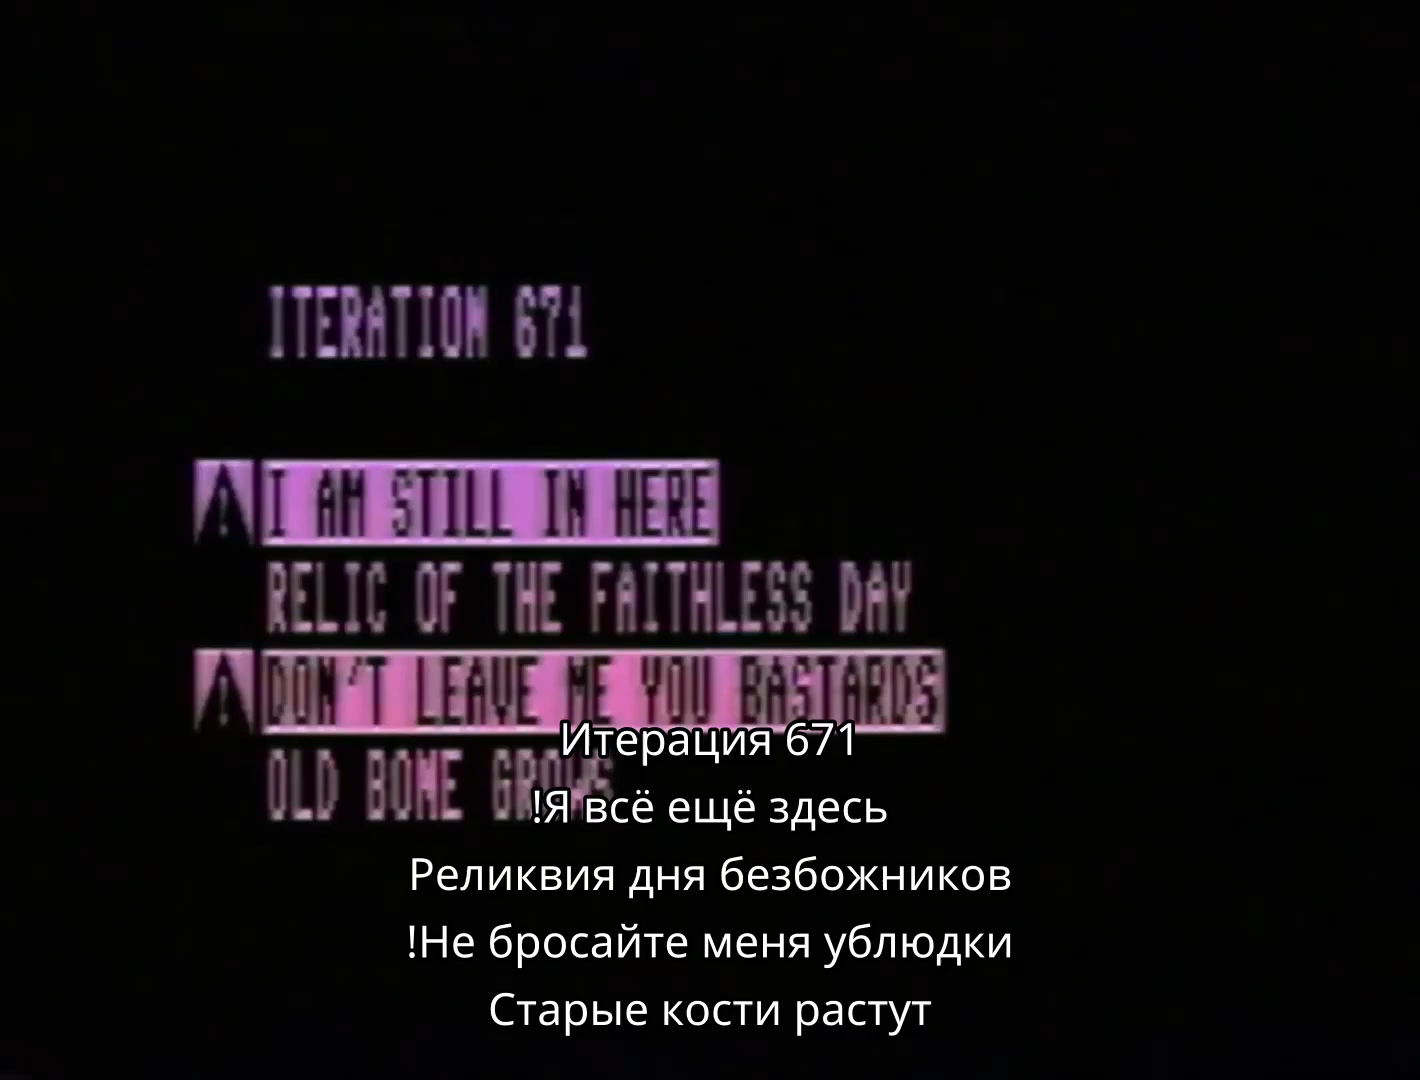 ITERATION 671
! I AM STILL IN HERE
RELIC OF THE FAITHLESS DAY
! DON'T LEAVE ME YOU BASTARDS
OLD BONE GROWS
Итерация 671
!Я всё ещё здесь
Реликвия дня безбожников
!Не бросайте меня ублюдки
Старые кости растут